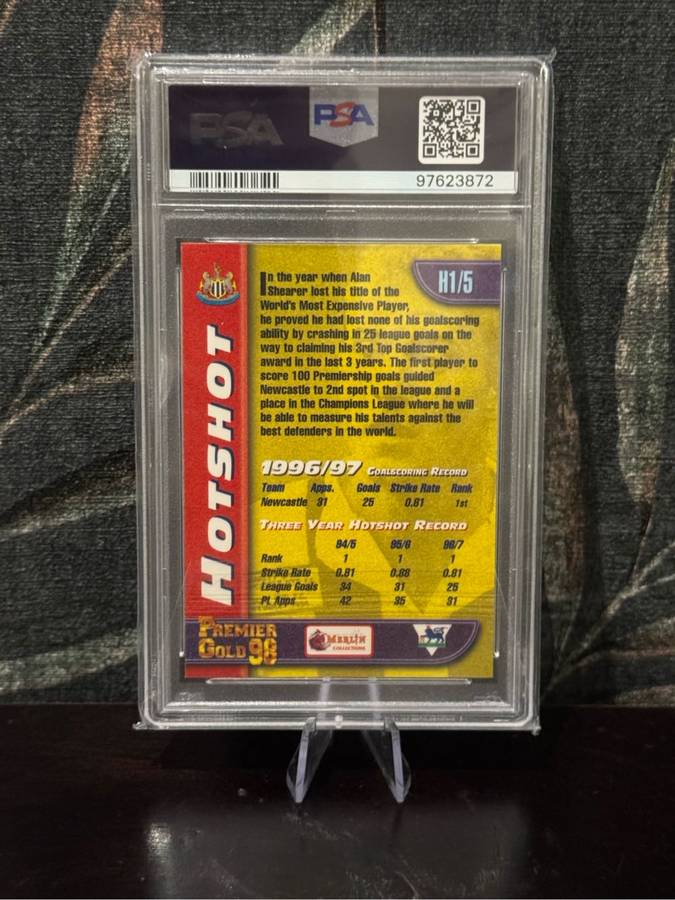 PSA
PSA
97623872
H1/5
In the year when Alan
Shearer lost his title of the
World's Most Expensive Player,
he proved he had lost none of his goalscoring
ability by crashing in 25 league goals on the
way to claiming his 3rd Top Goalscorer
award in the last 3 years. The first player to
score 100 Premiership goals guided
Newcastle to 2nd spot in the league and a
place in the Champions League where he will
be able to measure his talents against the
best defenders in the world.
HOTSHOT
1996/97 GOALSCORING RECORD
Team Apps. Goals Strike Rate Rank
Newcastle 31 25 0.81 1st
THREE YEAR HOTSHOT RECORD
94/5 95/6 96/7
Rank 1 1 1
Strike Rate 0.81 0.88 0.81
League Goals 34 31 25
PL Apps 42 35 31
PREMIER
GOLD 98
MERLIN
COLLECTIONS